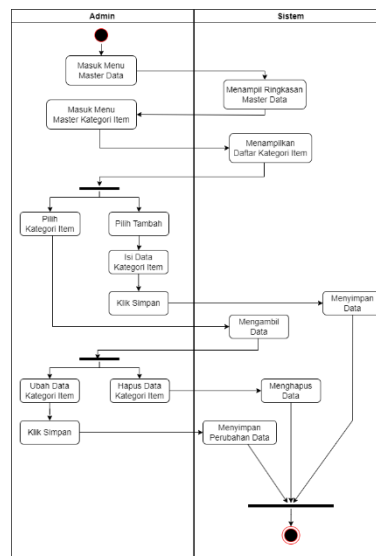 Admin
Sistem
Masuk Menu
Master Data
Menampil Ringkasan
Master Data
Masuk Menu
Master Kategori Item
Menampilkan
Daftar Kategori Item
Pilih
Kategori Item
Pilih Tambah
Isi Data
Kategori Item
Klik Simpan
Menyimpan
Data
Mengambil
Data
Ubah Data
Kategori Item
Hapus Data
Kategori Item
Menghapus
Data
Klik Simpan
Menyimpan
Perubahan Data